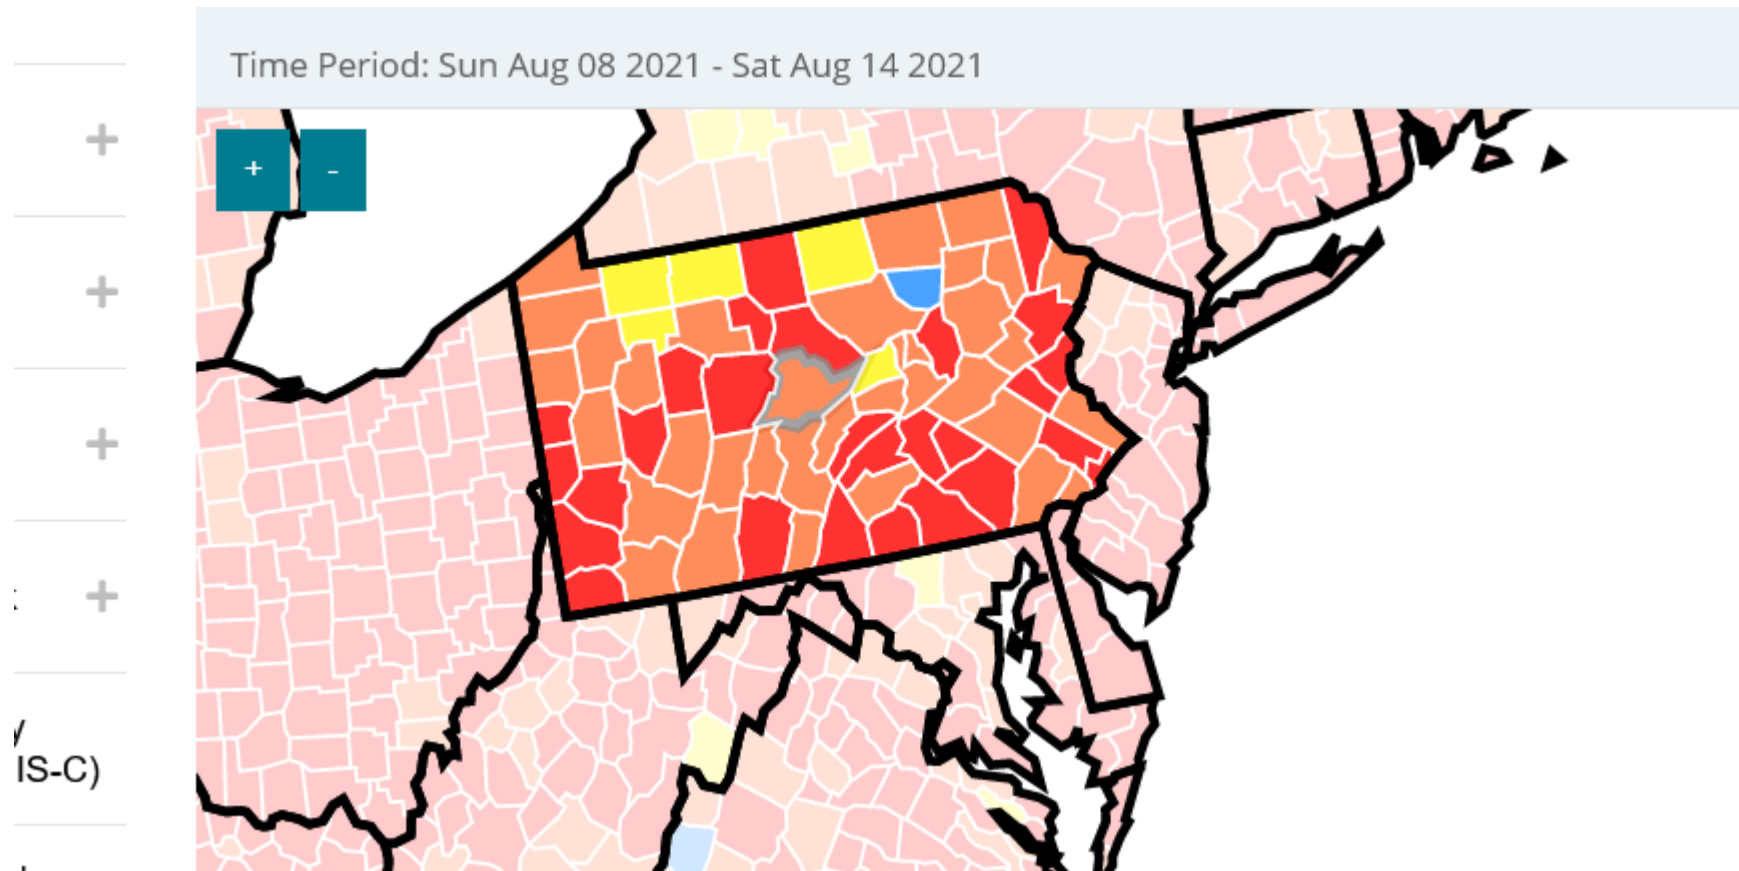 Time Period: Sun Aug 08 2021 - Sat Aug 14 2021
+
+ -
+
+
+
IS-C)